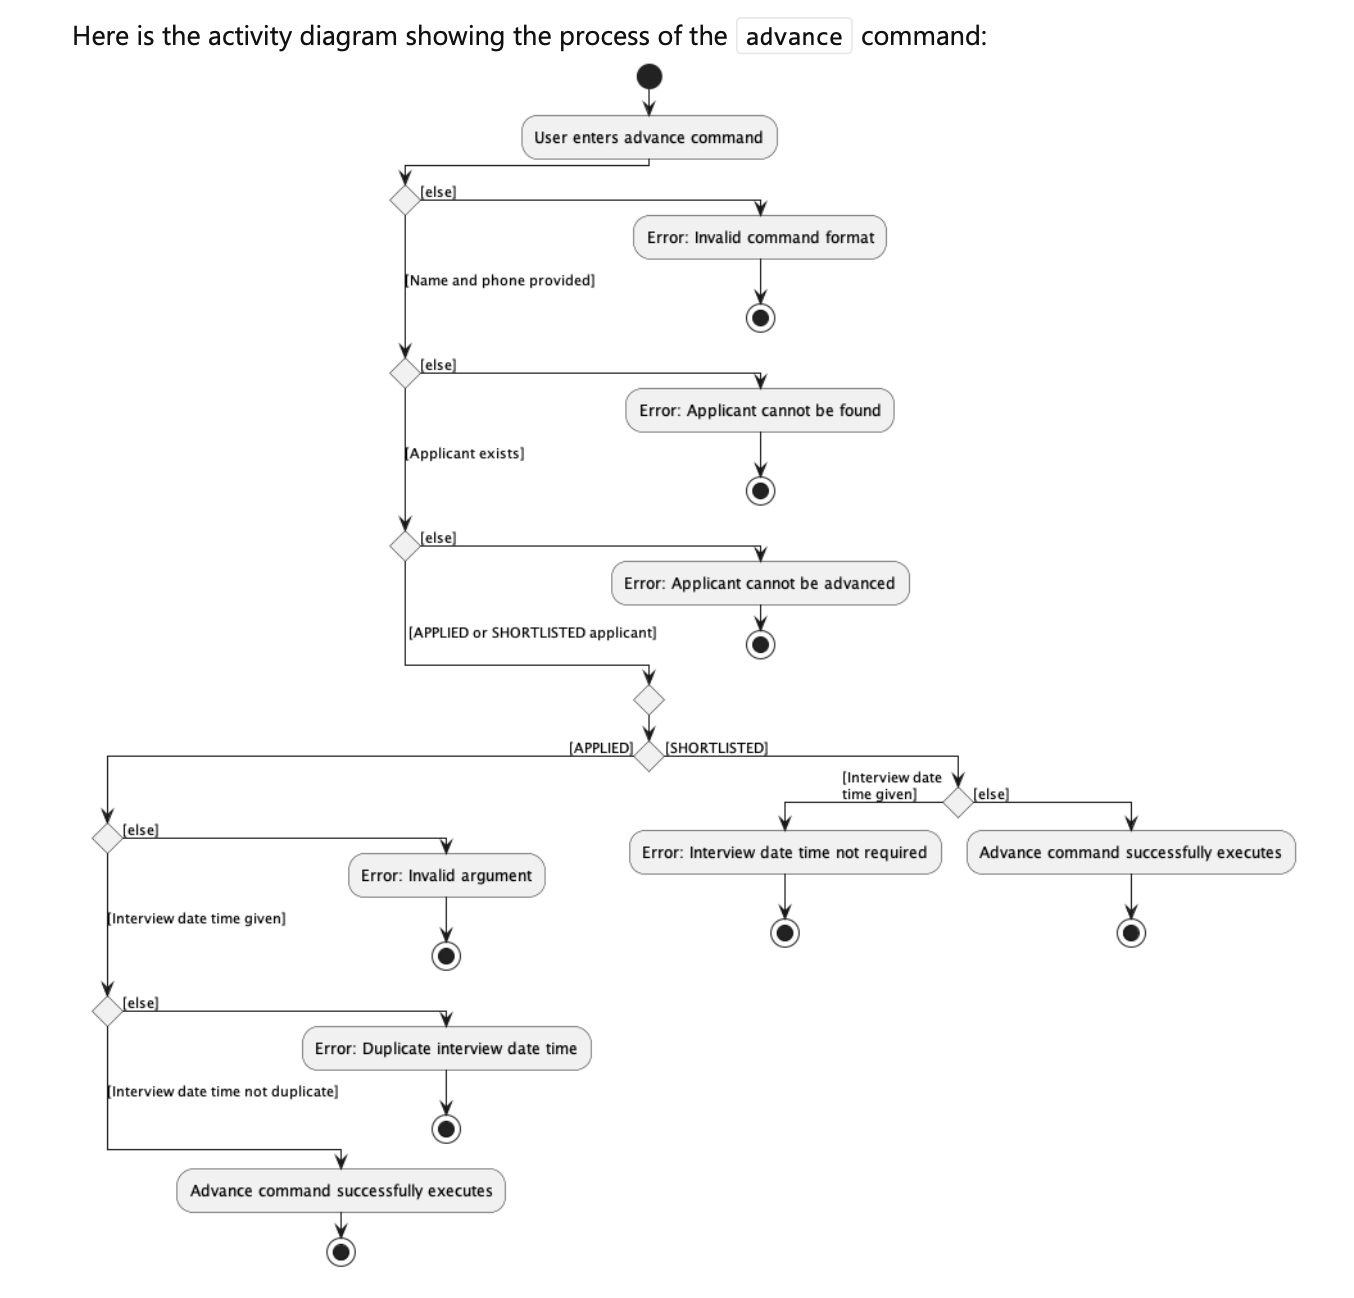 Here is the activity diagram showing the process of the advance command:
User enters advance command
[else]
Error: Invalid command format
[Name and phone provided]
[else]
Error: Applicant cannot be found
[Applicant exists]
[else]
Error: Applicant cannot be advanced
[APPLIED or SHORTLISTED applicant]
[APPLIED]
[SHORTLISTED]
[Interview date
time given]
[else]
Error: Interview date time not required
Advance command successfully executes
[else]
Error: Invalid argument
[Interview date time given]
[else]
Error: Duplicate interview date time
[Interview date time not duplicate]
Advance command successfully executes